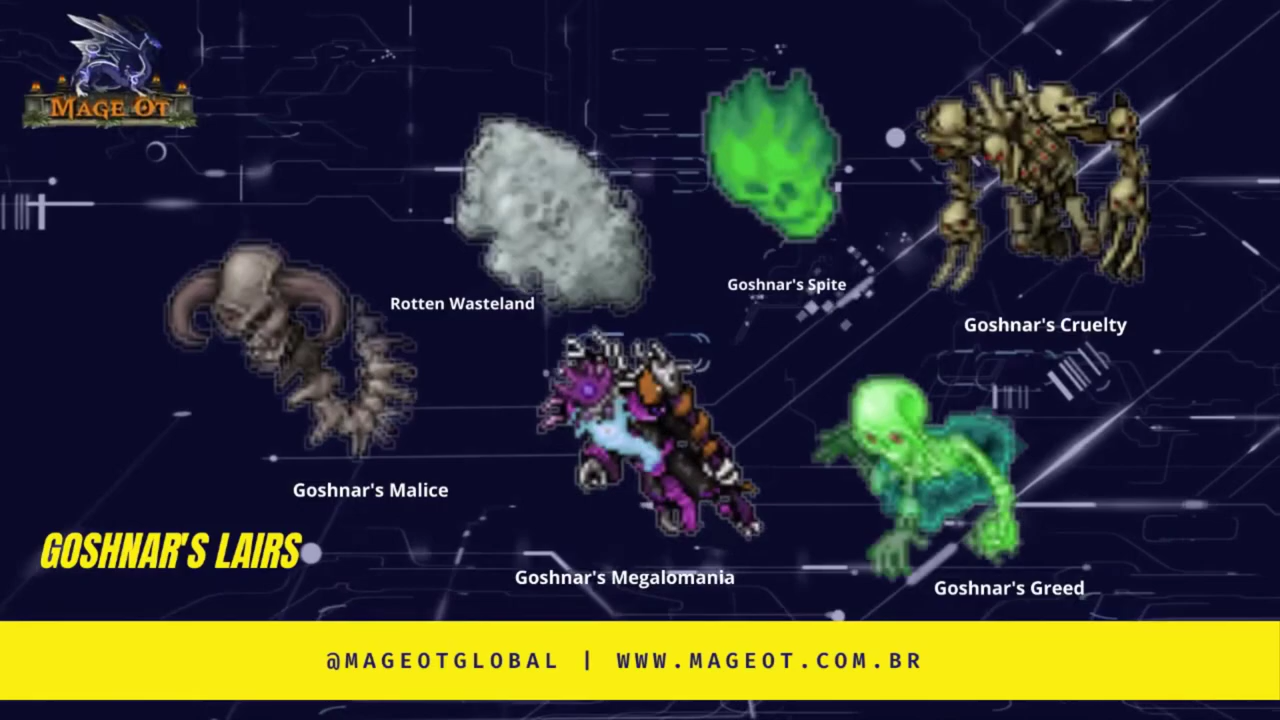 MAGE OT
Goshnar's Spite
Rotten Wasteland
Goshnar's Cruelty
Goshnar's Malice
GOSHNAR'S LAIRS
Goshnar's Megalomania
Goshnar's Greed
@MAGEOTGLOBAL | WWW.MAGEOT.COM.BR